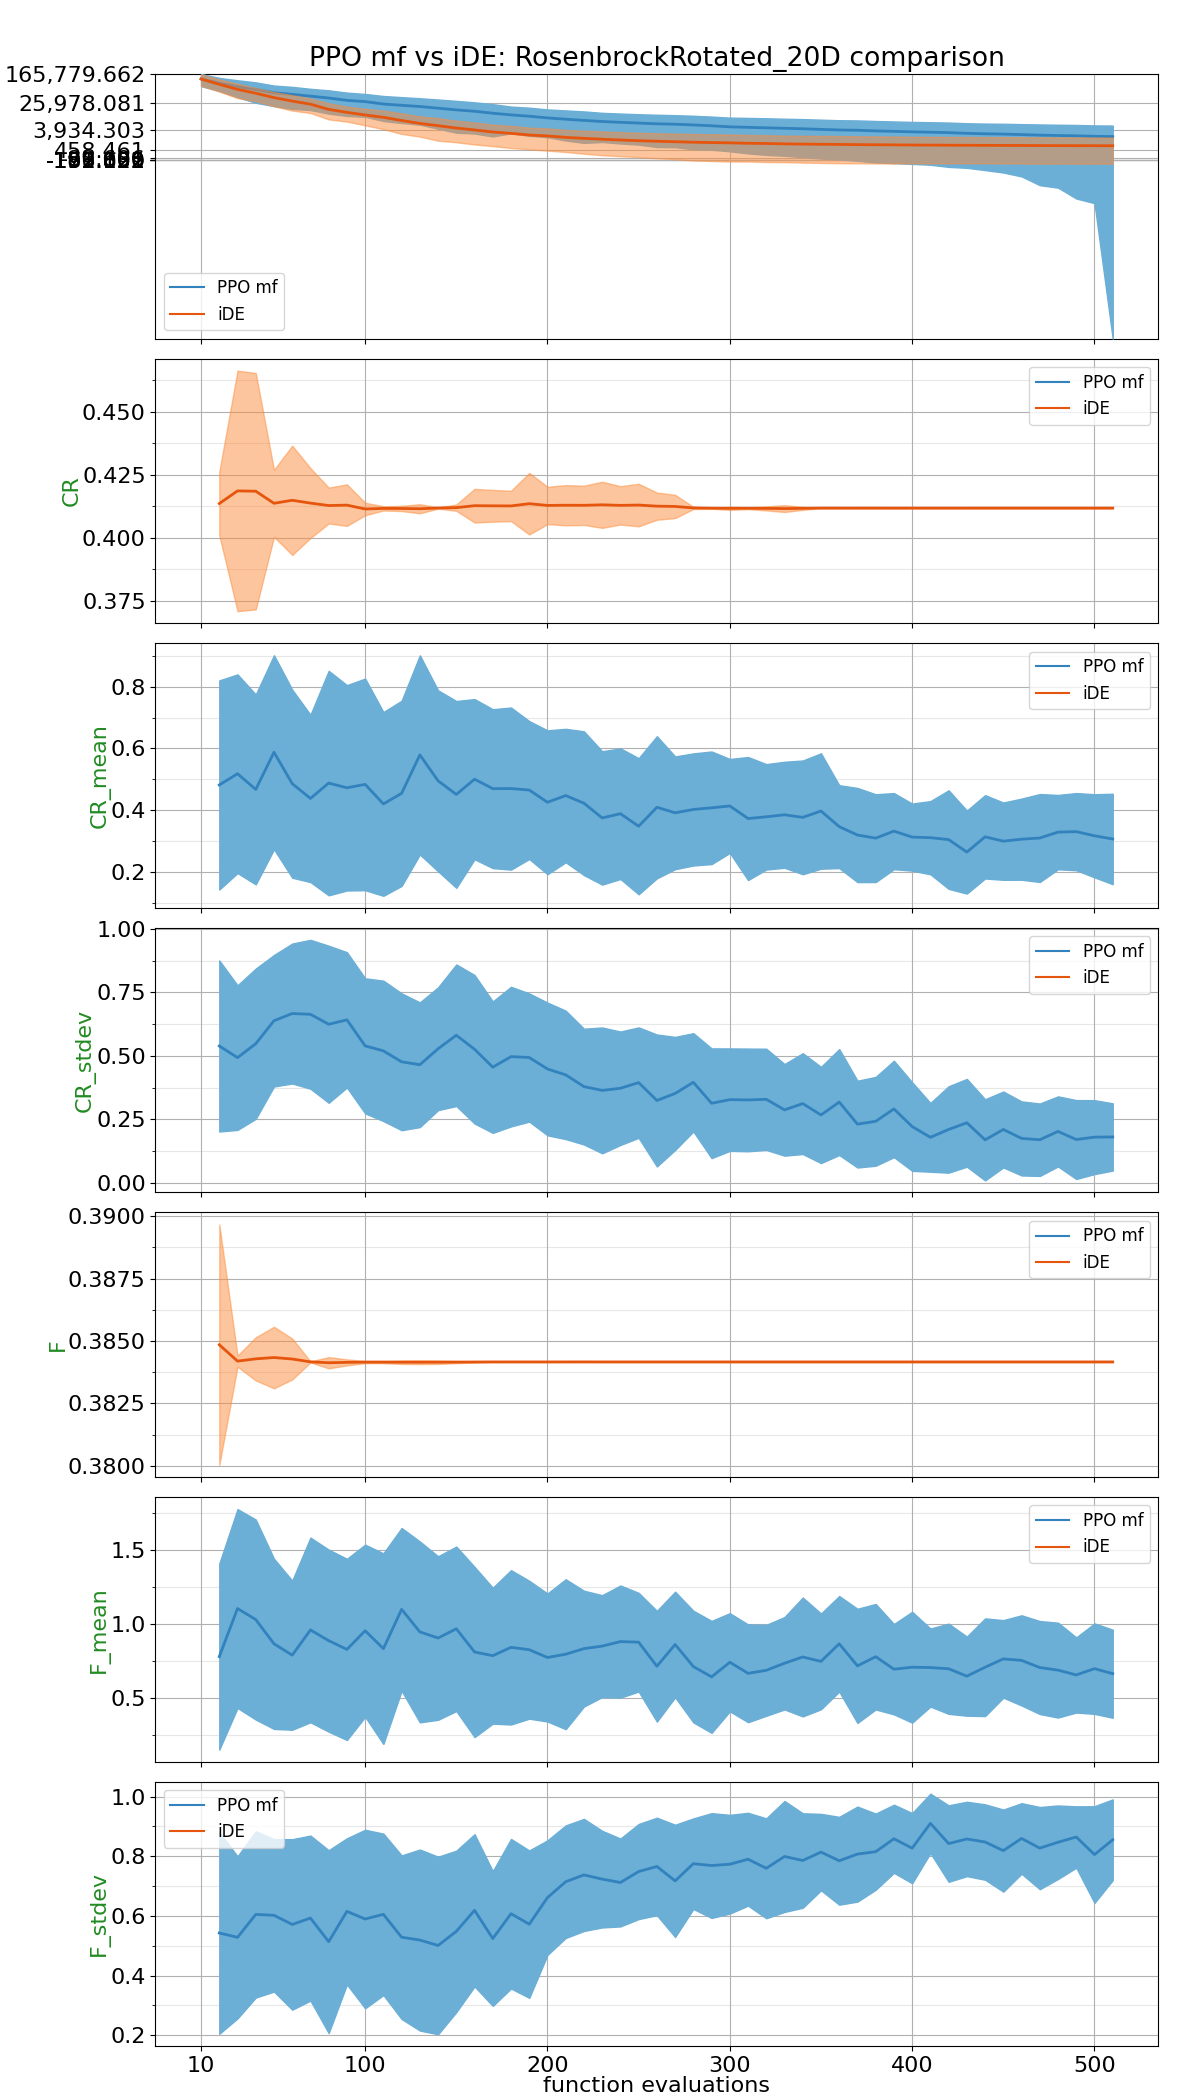 PPO mf vs iDE: RosenbrockRotated_20D comparison
165,779.662
25,978.081
3,934.303
458.461
PPO mf
iDE
PPO mf
iDE
0.450
0.425
0.400
0.375
CR
PPO mf
iDE
0.8
0.6
0.4
0.2
CR_mean
PPO mf
iDE
1.00
0.75
0.50
0.25
0.00
CR_stdev
PPO mf
iDE
0.3900
0.3875
0.3850
0.3825
0.3800
F
PPO mf
iDE
1.5
1.0
0.5
F_mean
PPO mf
iDE
1.0
0.8
0.6
0.4
0.2
F_stdev
10 100 200 300 400 500
function evaluations